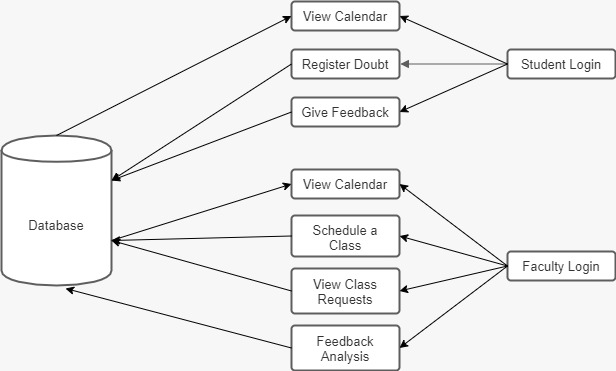 View Calendar
Register Doubt
Student Login
Give Feedback
Database
View Calendar
Schedule a
Class
Faculty Login
View Class
Requests
Feedback
Analysis